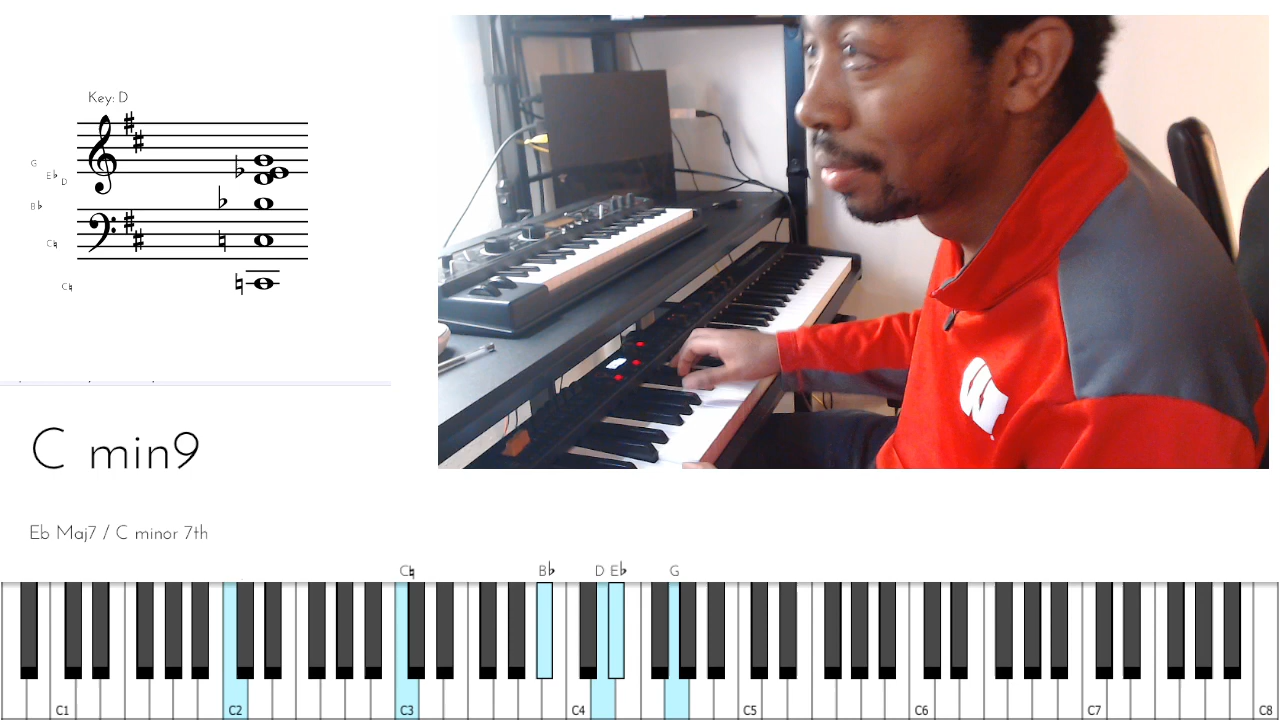 Key: D
G
E♭ D
B♭
C♮
C♮
C min9
Eb Maj7 / C minor 7th
C♮ B♭ D E♭ G
W
C1 C2 C3 C4 C5 C6 C7 C8